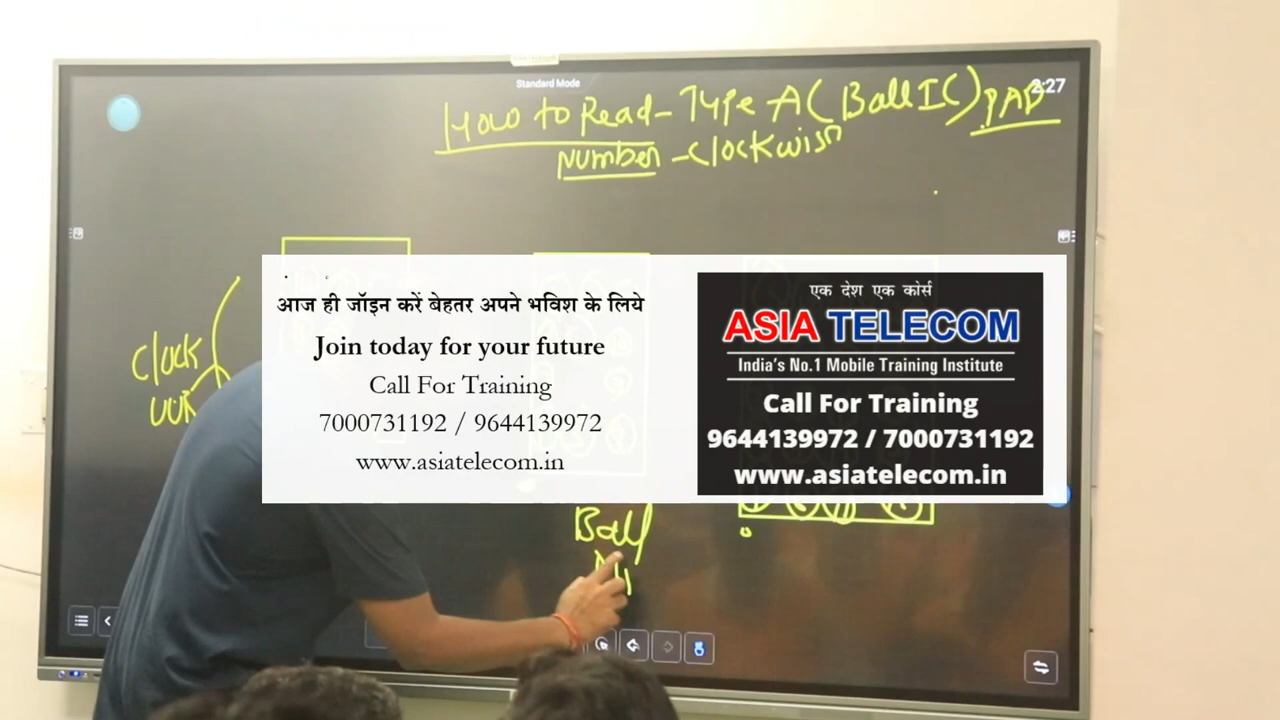 Standard Mode
2:27
How to Read - Type A (Ball IC) PAD
Number - Clockwise
Clock
आज ही जॉइन करें बेहतर अपने भविश के लिये
Join today for your future
Call For Training
7000731192 / 9644139972
www.asiatelecom.in
एक देश एक कोर्स
ASIA TELECOM
India's No.1 Mobile Training Institute
Call For Training
9644139972 / 7000731192
www.asiatelecom.in
Ball